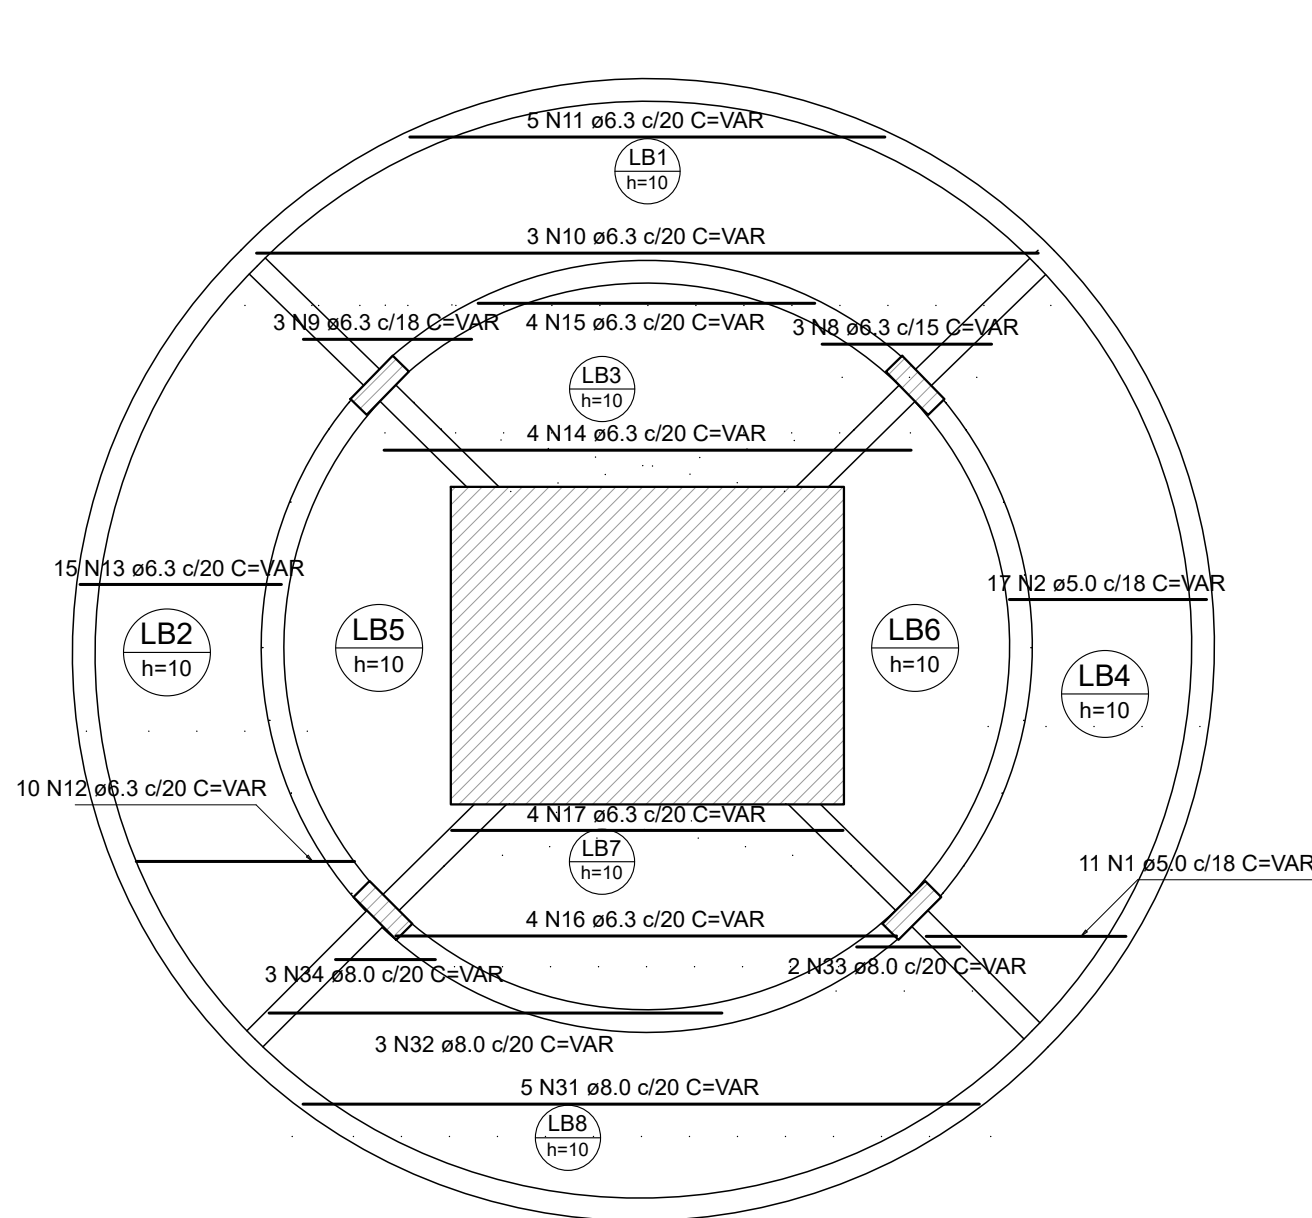 5 N11 ø6.3 c/20 C=VAR
LB1
h=10
3 N10 ø6.3 c/20 C=VAR
3 N9 ø6.3 c/18 C=VAR
4 N15 ø6.3 c/20 C=VAR
3 N8 ø6.3 c/15 C=VAR
LB3
h=10
4 N14 ø6.3 c/20 C=VAR
15 N13 ø6.3 c/20 C=VAR
17 N2 ø5.0 c/18 C=VAR
LB2
h=10
LB5
h=10
LB6
h=10
LB4
h=10
10 N12 ø6.3 c/20 C=VAR
4 N17 ø6.3 c/20 C=VAR
LB7
h=10
11 N1 ø5.0 c/18 C=VAR
4 N16 ø6.3 c/20 C=VAR
3 N34 ø8.0 c/20 C=VAR
2 N33 ø8.0 c/20 C=VAR
3 N32 ø8.0 c/20 C=VAR
5 N31 ø8.0 c/20 C=VAR
LB8
h=10